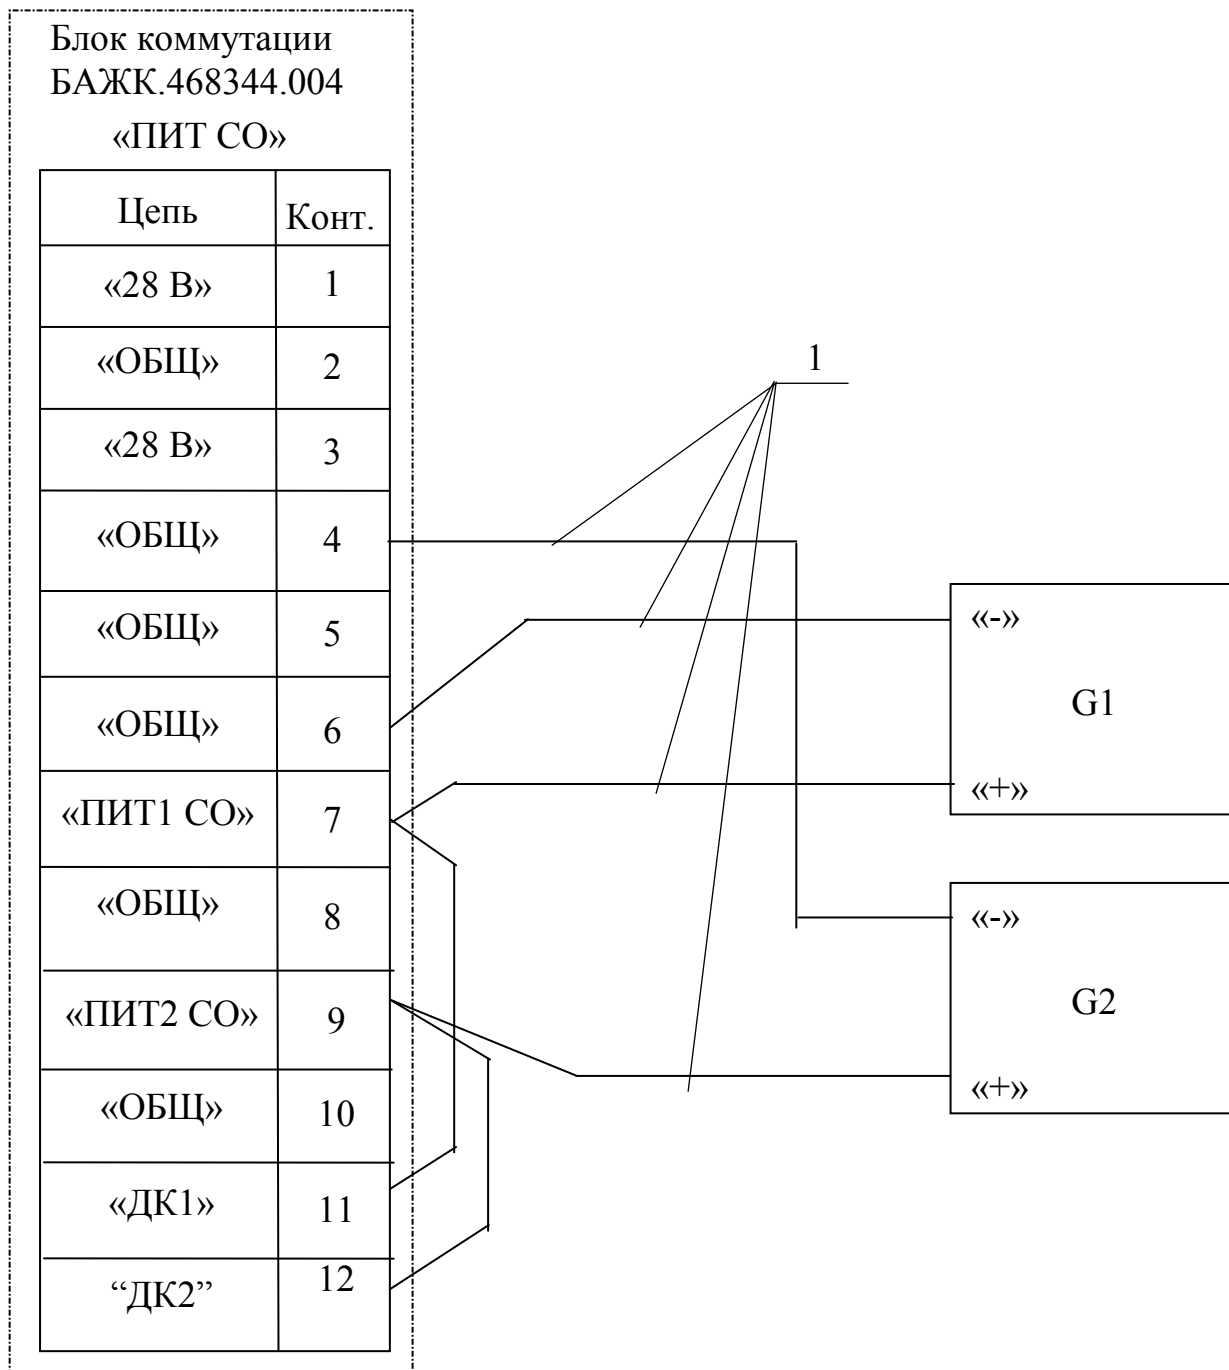 Блок коммутации
БАЖК.468344.004
«ПИТ СО»
Цепь Конт.
«28 В» 1
«ОБЩ» 2
«28 В» 3
«ОБЩ» 4
«ОБЩ» 5
«ОБЩ» 6
«ПИТ1 СО» 7
«ОБЩ» 8
«ПИТ2 СО» 9
«ОБЩ» 10
«ДК1» 11
“ДК2” 12
1
«-»
G1
«+»
«-»
G2
«+»